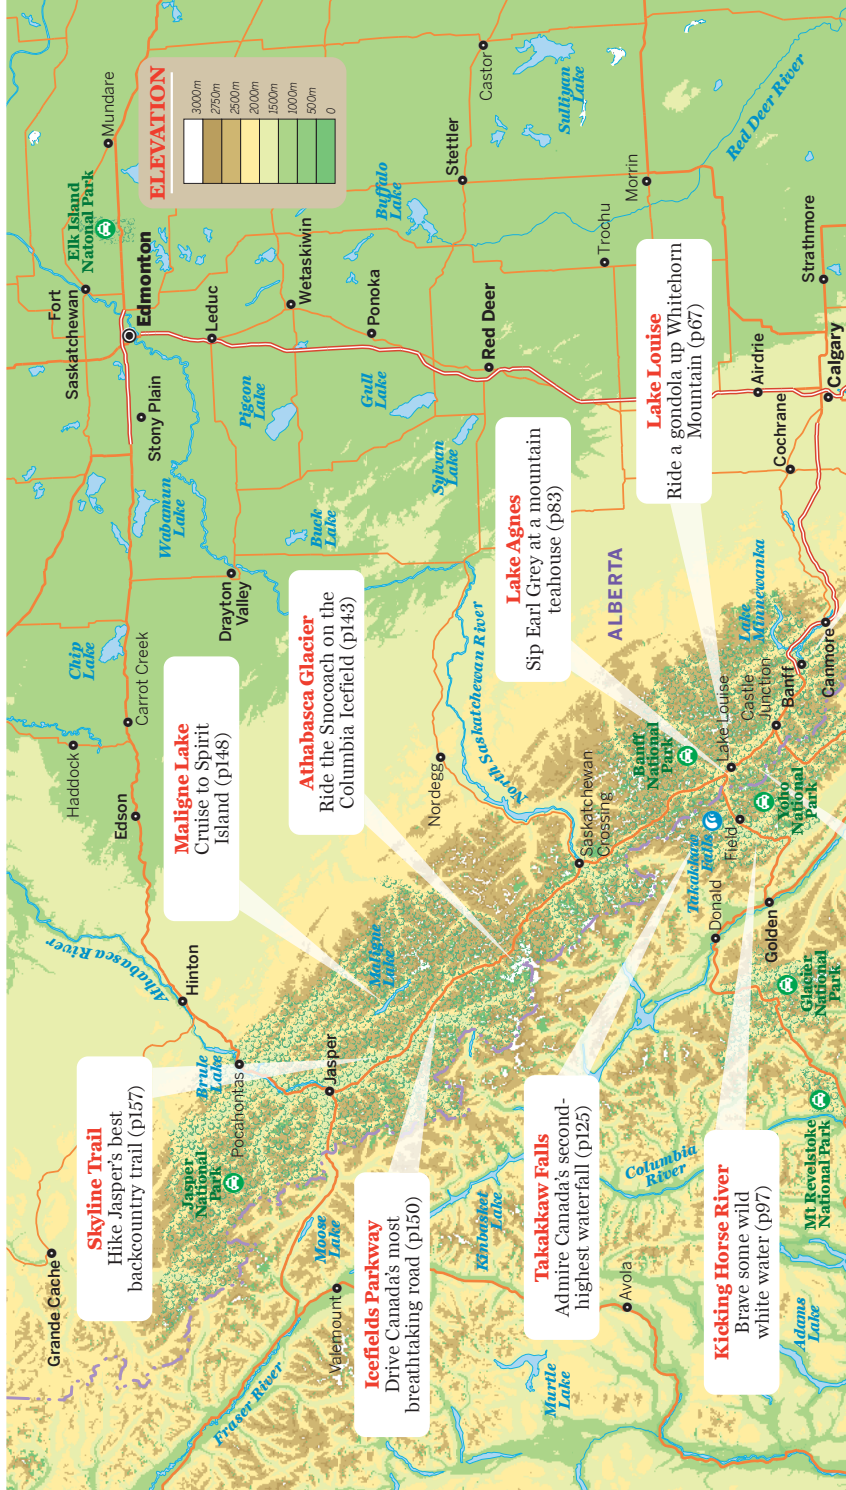 Skyline Trail
Hike Jasper's best
backcountry trail (p157)
Maligne Lake
Cruise to Spirit
Island (p148)
Athabasca Glacier
Ride the Snocoach on the
Columbia Icefield (p143)
Lake Agnes
Sip Earl Grey at a mountain
teahouse (p83)
Lake Louise
Ride a gondola up Whitehorn
Mountain (p67)
Icefields Parkway
Drive Canada's most
breathtaking road (p150)
Takakkaw Falls
Admire Canada's second-
highest waterfall (p125)
Kicking Horse River
Brave some wild
white water (p97)
ELEVATION
3000m
2750m
2500m
2000m
1500m
1000m
500m
0
Grande Cache
Jasper
National
Park
Pocahontas
Brule
Lake
Hinton
Athabasca River
Edson
Haddock
Carrot Creek
Chip
Lake
Wabamun
Lake
Stony Plain
Fort
Saskatchewan
Edmonton
Elk Island
National Park
Mundare
Leduc
Wetaskiwin
Pigeon
Lake
Drayton
Valley
Buck
Lake
Ponoka
Gull
Lake
Sylvan
Lake
Buffalo
Lake
Red Deer
Stettler
Castor
Sullivan
Lake
Red Deer River
Morrin
Trochu
Strathmore
Airdrie
Calgary
Cochrane
ALBERTA
Lake
Minnewanka
Canmore
Banff
Castle
Junction
Lake Louise
Banff
National
Park
Nordegg
North Saskatchewan River
Saskatchewan
Crossing
Maligne
Lake
Jasper
Moose
Lake
Valemount
Fraser River
Kinbasket
Lake
Murtle
Lake
Avola
Columbia
River
Adams
Lake
Mt Revelstoke
National Park
Glacier
National
Park
Golden
Donald
Field
Takakkaw
Falls
Yoho
National
Park